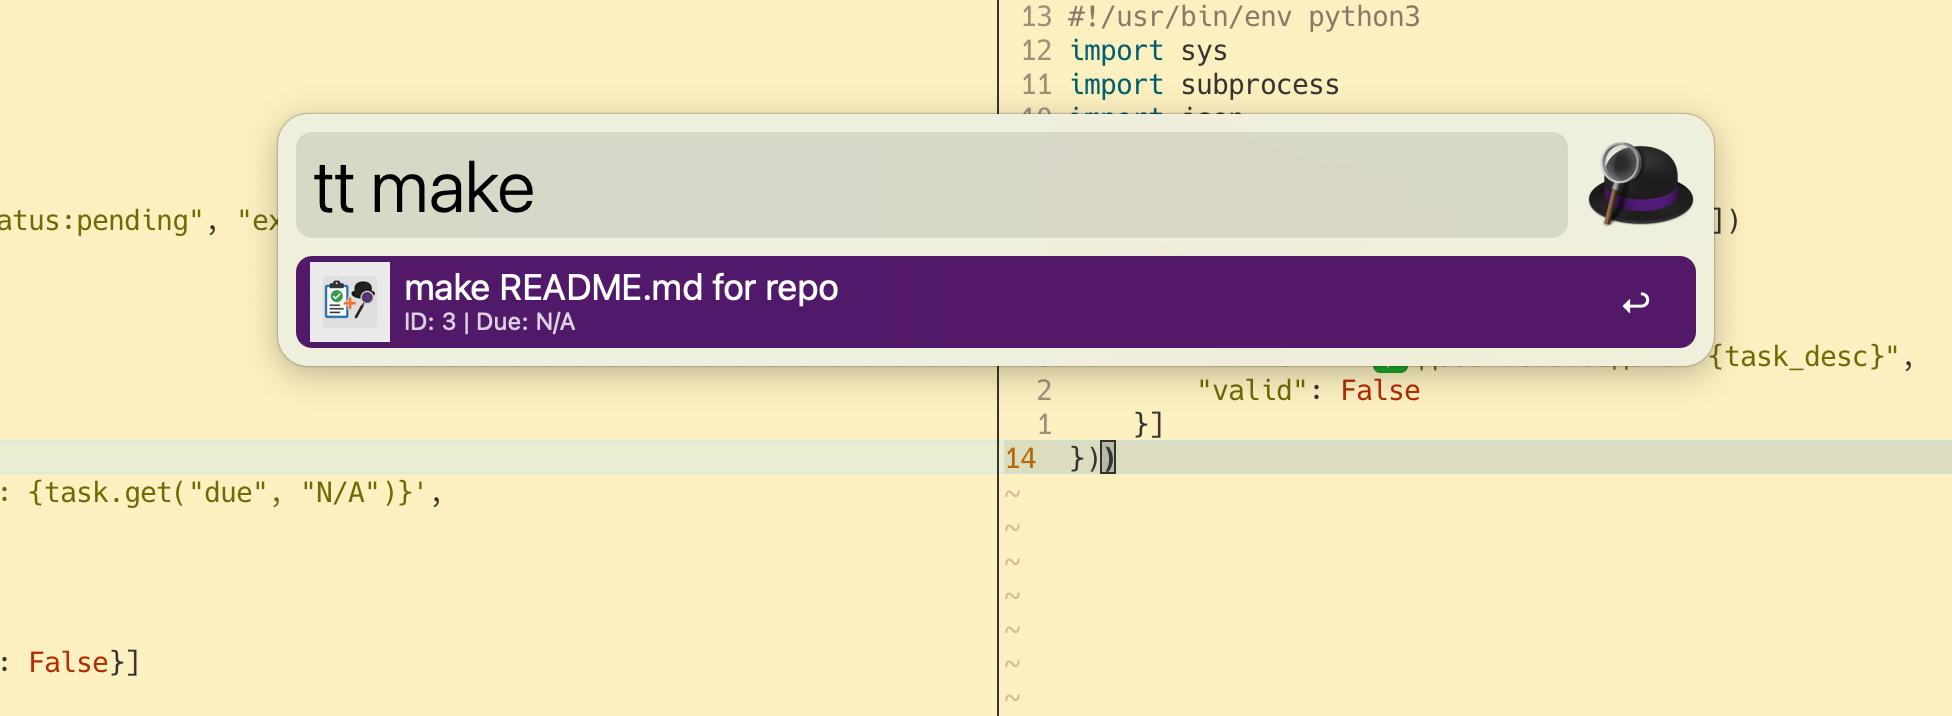 13 #!/usr/bin/env python3
12 import sys
11 import subprocess
tt make
atus:pending", "ex
])
make README.md for repo
ID: 3 | Due: N/A
{task_desc}",
2 "valid": False
1 }]
14 }))
: {task.get("due", "N/A")}',
~
~
~
~
~
: False}]
~
~